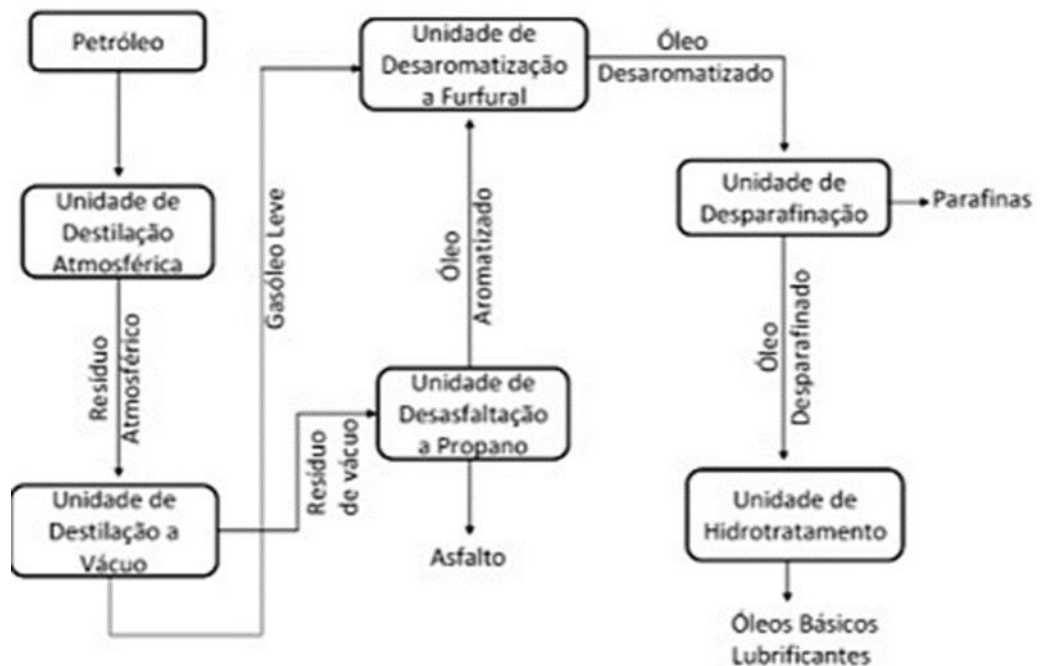 Petróleo
Unidade de
Destilação
Atmosférica
Resíduo
Atmosférico
Unidade de
Destilação a
Vácuo
Gasóleo Leve
Resíduo
de vácuo
Unidade de
Desasfaltação
a Propano
Asfalto
Óleo
Aromatizado
Unidade de
Desaromatização
a Furfural
Óleo
Desaromatizado
Unidade de
Desparafinação
Parafinas
Óleo
Desparafinado
Unidade de
Hidrotratamento
Óleos Básicos
Lubrificantes